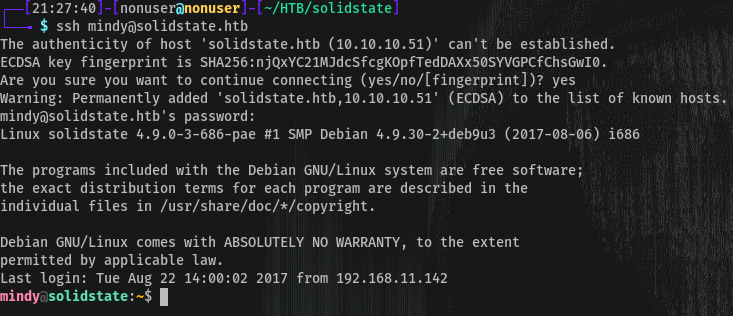 [21:27:40]-[nonuser@nonuser]-[~/HTB/solidstate]
$ ssh mindy@solidstate.htb
The authenticity of host 'solidstate.htb (10.10.10.51)' can't be established.
ECDSA key fingerprint is SHA256:njQxYC21MJdcSfcgKOpfTedDAXx50SYVGPCfChsGwI0.
Are you sure you want to continue connecting (yes/no/[fingerprint])? yes
Warning: Permanently added 'solidstate.htb,10.10.10.51' (ECDSA) to the list of known hosts.
mindy@solidstate.htb's password:
Linux solidstate 4.9.0-3-686-pae #1 SMP Debian 4.9.30-2+deb9u3 (2017-08-06) i686
The programs included with the Debian GNU/Linux system are free software;
the exact distribution terms for each program are described in the
individual files in /usr/share/doc/*/copyright.
Debian GNU/Linux comes with ABSOLUTELY NO WARRANTY, to the extent
permitted by applicable law.
Last login: Tue Aug 22 14:00:02 2017 from 192.168.11.142
mindy@solidstate:~$